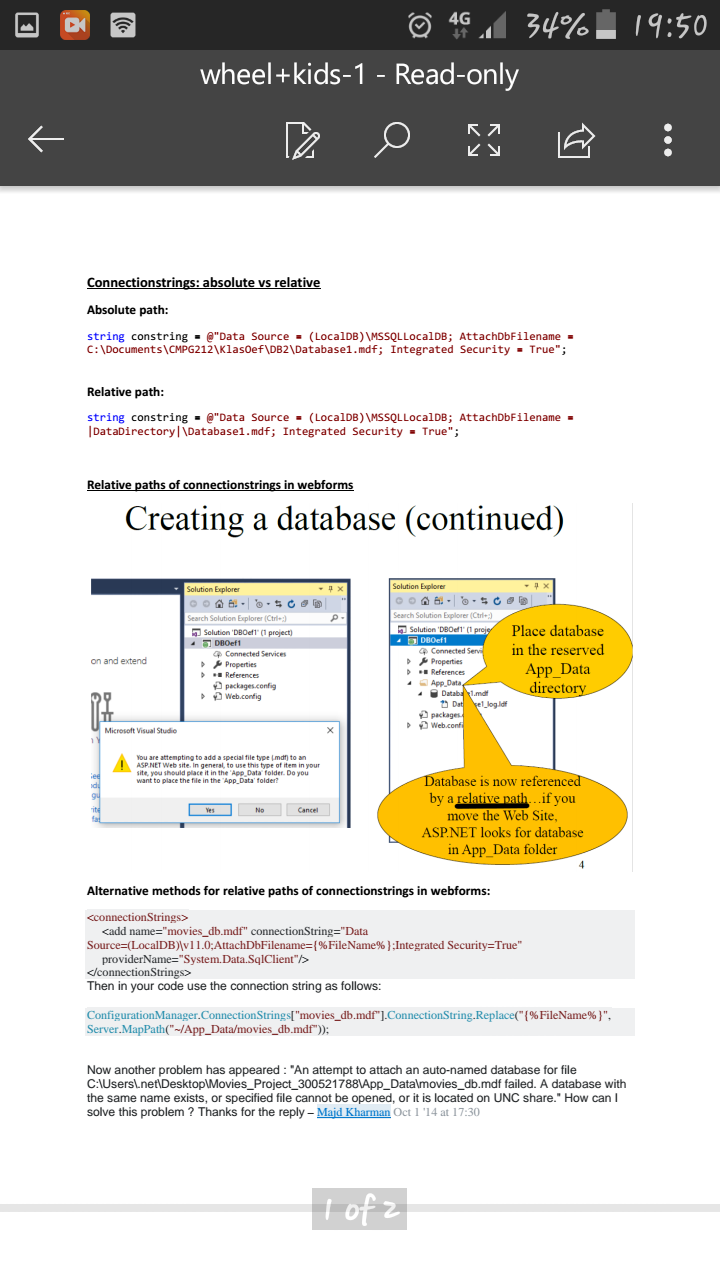 4G 34% 19:50
wheel+kids-1 - Read-only
Connectionstrings: absolute vs relative
Absolute path:
string constring = @"Data Source = (LocalDB)\MSSQLLocalDB; AttachDbFilename =
C:\Documents\CMPG212\KlasOef\DB2\Database1.mdf; Integrated Security = True";
Relative path:
string constring = @"Data Source = (LocalDB)\MSSQLLocalDB; AttachDbFilename =
|DataDirectory|\Database1.mdf; Integrated Security = True";
Relative paths of connectionstrings in webforms
Creating a database (continued)
Solution Explorer
Search Solution Explorer (Ctrl+;)
Solution 'DBOef1' (1 project)
DBOef1
Connected Services
Properties
References
packages.config
Web.config
on and extend
Microsoft Visual Studio
You are attempting to add a special file type (.mdf) to an
ASP.NET Web site. In general, to use this type of item in your
site, you should place it in the 'App_Data' folder. Do you
want to place the file in the 'App_Data' folder?
Yes No Cancel
Solution Explorer
Search Solution Explorer (Ctrl+;)
Solution 'DBOef1' (1 proje
DBOef1
Connected Servi
Properties
References
App_Data
Databa 1.mdf
Dat se1_log.ldf
packages.
Web.confi
Place database
in the reserved
App_Data
directory
Database is now referenced
by a relative path…if you
move the Web Site,
ASP.NET looks for database
in App_Data folder
4
Alternative methods for relative paths of connectionstrings in webforms:
<connectionStrings>
<add name="movies_db.mdf" connectionString="Data
Source=(LocalDB)\v11.0;AttachDbFilename={%FileName%};Integrated Security=True"
providerName="System.Data.SqlClient"/>
</connectionStrings>
Then in your code use the connection string as follows:
ConfigurationManager.ConnectionStrings["movies_db.mdf"].ConnectionString.Replace("{%FileName%}",
Server.MapPath("~/App_Data/movies_db.mdf"));
Now another problem has appeared : "An attempt to attach an auto-named database for file
C:\Users\.net\Desktop\Movies_Project_300521788\App_Data\movies_db.mdf failed. A database with
the same name exists, or specified file cannot be opened, or it is located on UNC share." How can I
solve this problem ? Thanks for the reply – Majd Kharman Oct 1 '14 at 17:30
1 of 2